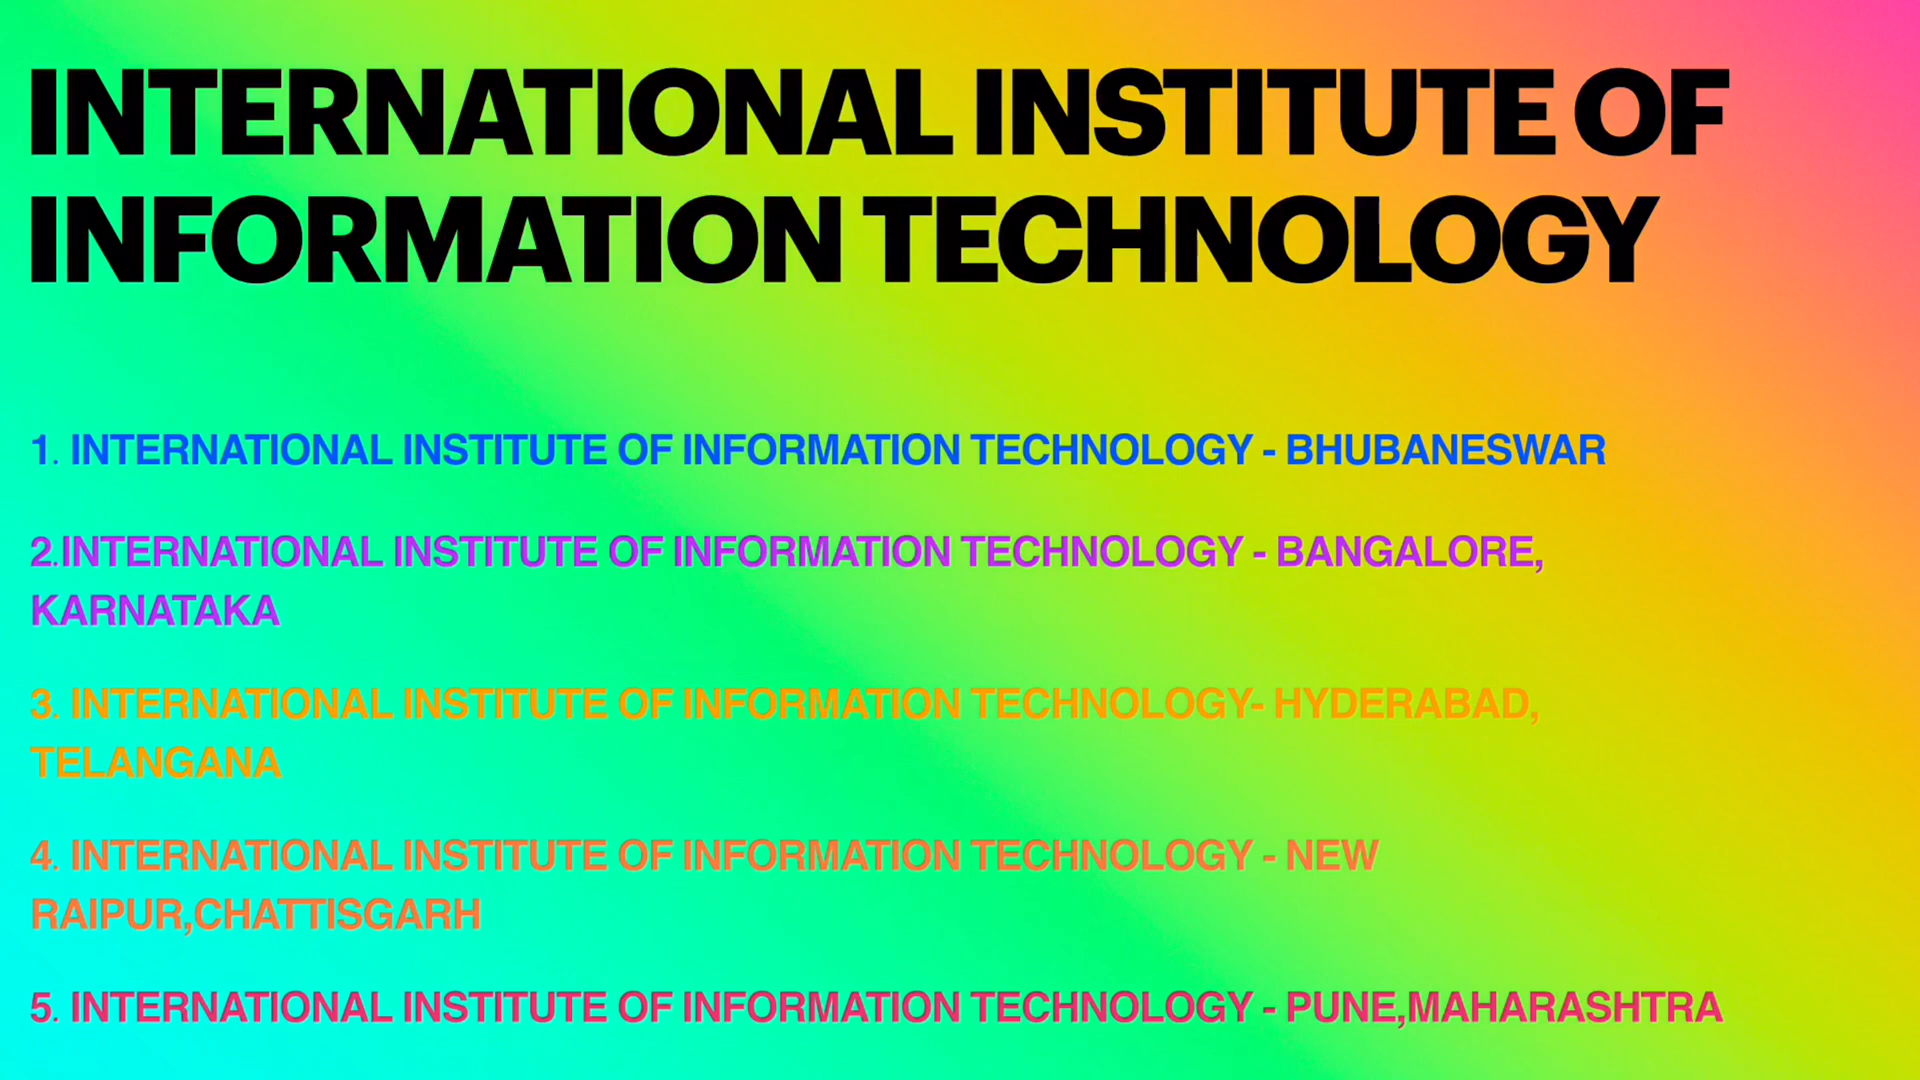 INTERNATIONAL INSTITUTE OF
INFORMATION TECHNOLOGY
1. INTERNATIONAL INSTITUTE OF INFORMATION TECHNOLOGY - BHUBANESWAR
2.INTERNATIONAL INSTITUTE OF INFORMATION TECHNOLOGY - BANGALORE,
KARNATAKA
3. INTERNATIONAL INSTITUTE OF INFORMATION TECHNOLOGY- HYDERABAD,
TELANGANA
4. INTERNATIONAL INSTITUTE OF INFORMATION TECHNOLOGY - NEW
RAIPUR,CHATTISGARH
5. INTERNATIONAL INSTITUTE OF INFORMATION TECHNOLOGY - PUNE,MAHARASHTRA